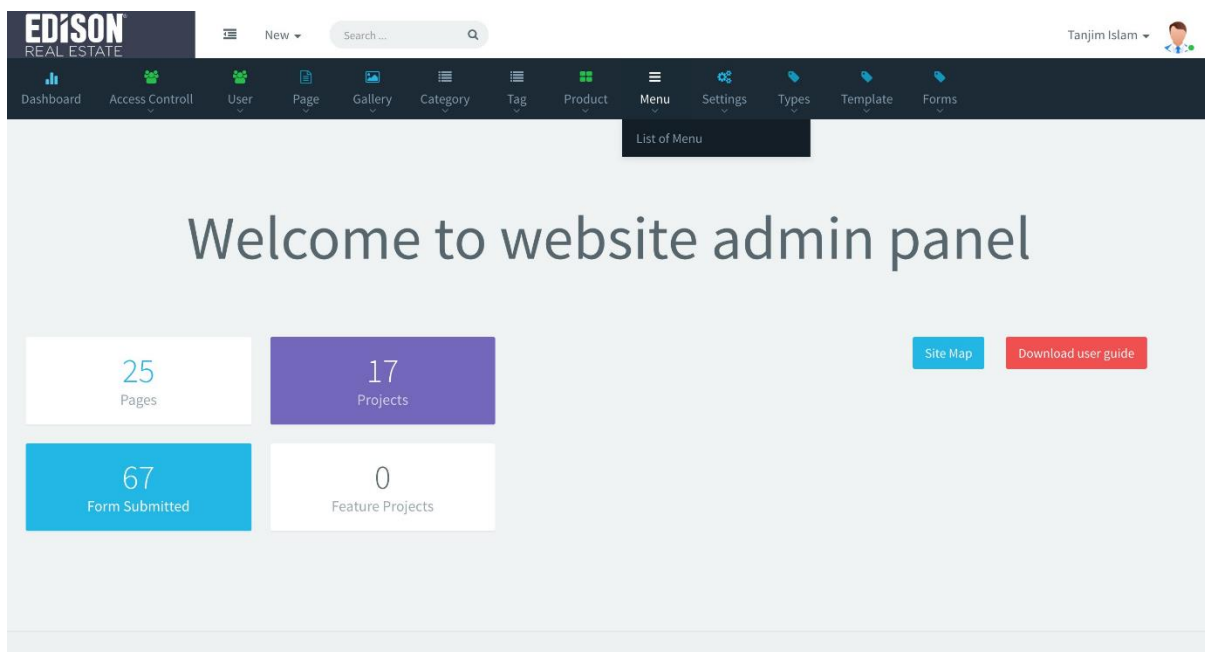 EDISON
REAL ESTATE
New
Search ...
Tanjim Islam
Dashboard Access Controll User Page Gallery Category Tag Product Menu Settings Types Template Forms
List of Menu
Welcome to website admin panel
25
Pages
17
Projects
Site Map
Download user guide
67
Form Submitted
0
Feature Projects